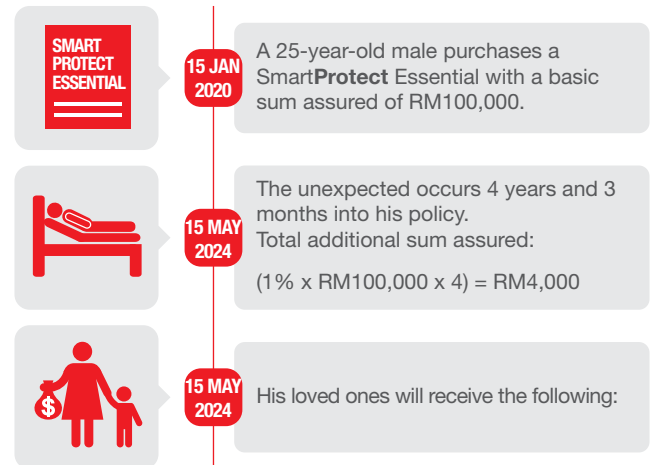 SMART
PROTECT
ESSENTIAL
15 JAN
2020
A 25-year-old male purchases a
SmartProtect Essential with a basic
sum assured of RM100,000.
15 MAY
2024
The unexpected occurs 4 years and 3
months into his policy.
Total additional sum assured:
(1% x RM100,000 x 4) = RM4,000
$
15 MAY
2024
His loved ones will receive the following: